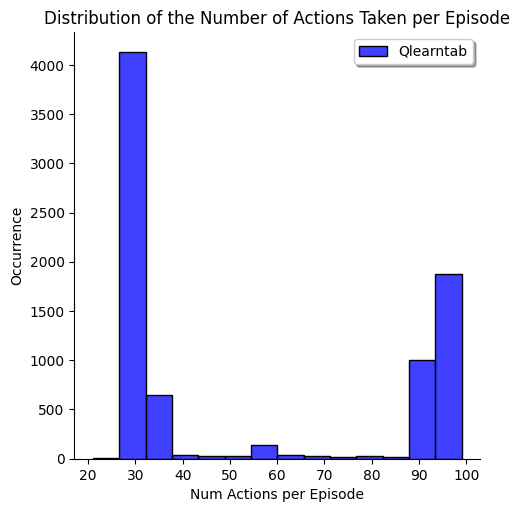 Distribution of the Number of Actions Taken per Episode
Qlearntab
4000
3500
3000
2500
2000
1500
1000
500
0
Occurrence
20 30 40 50 60 70 80 90 100
Num Actions per Episode